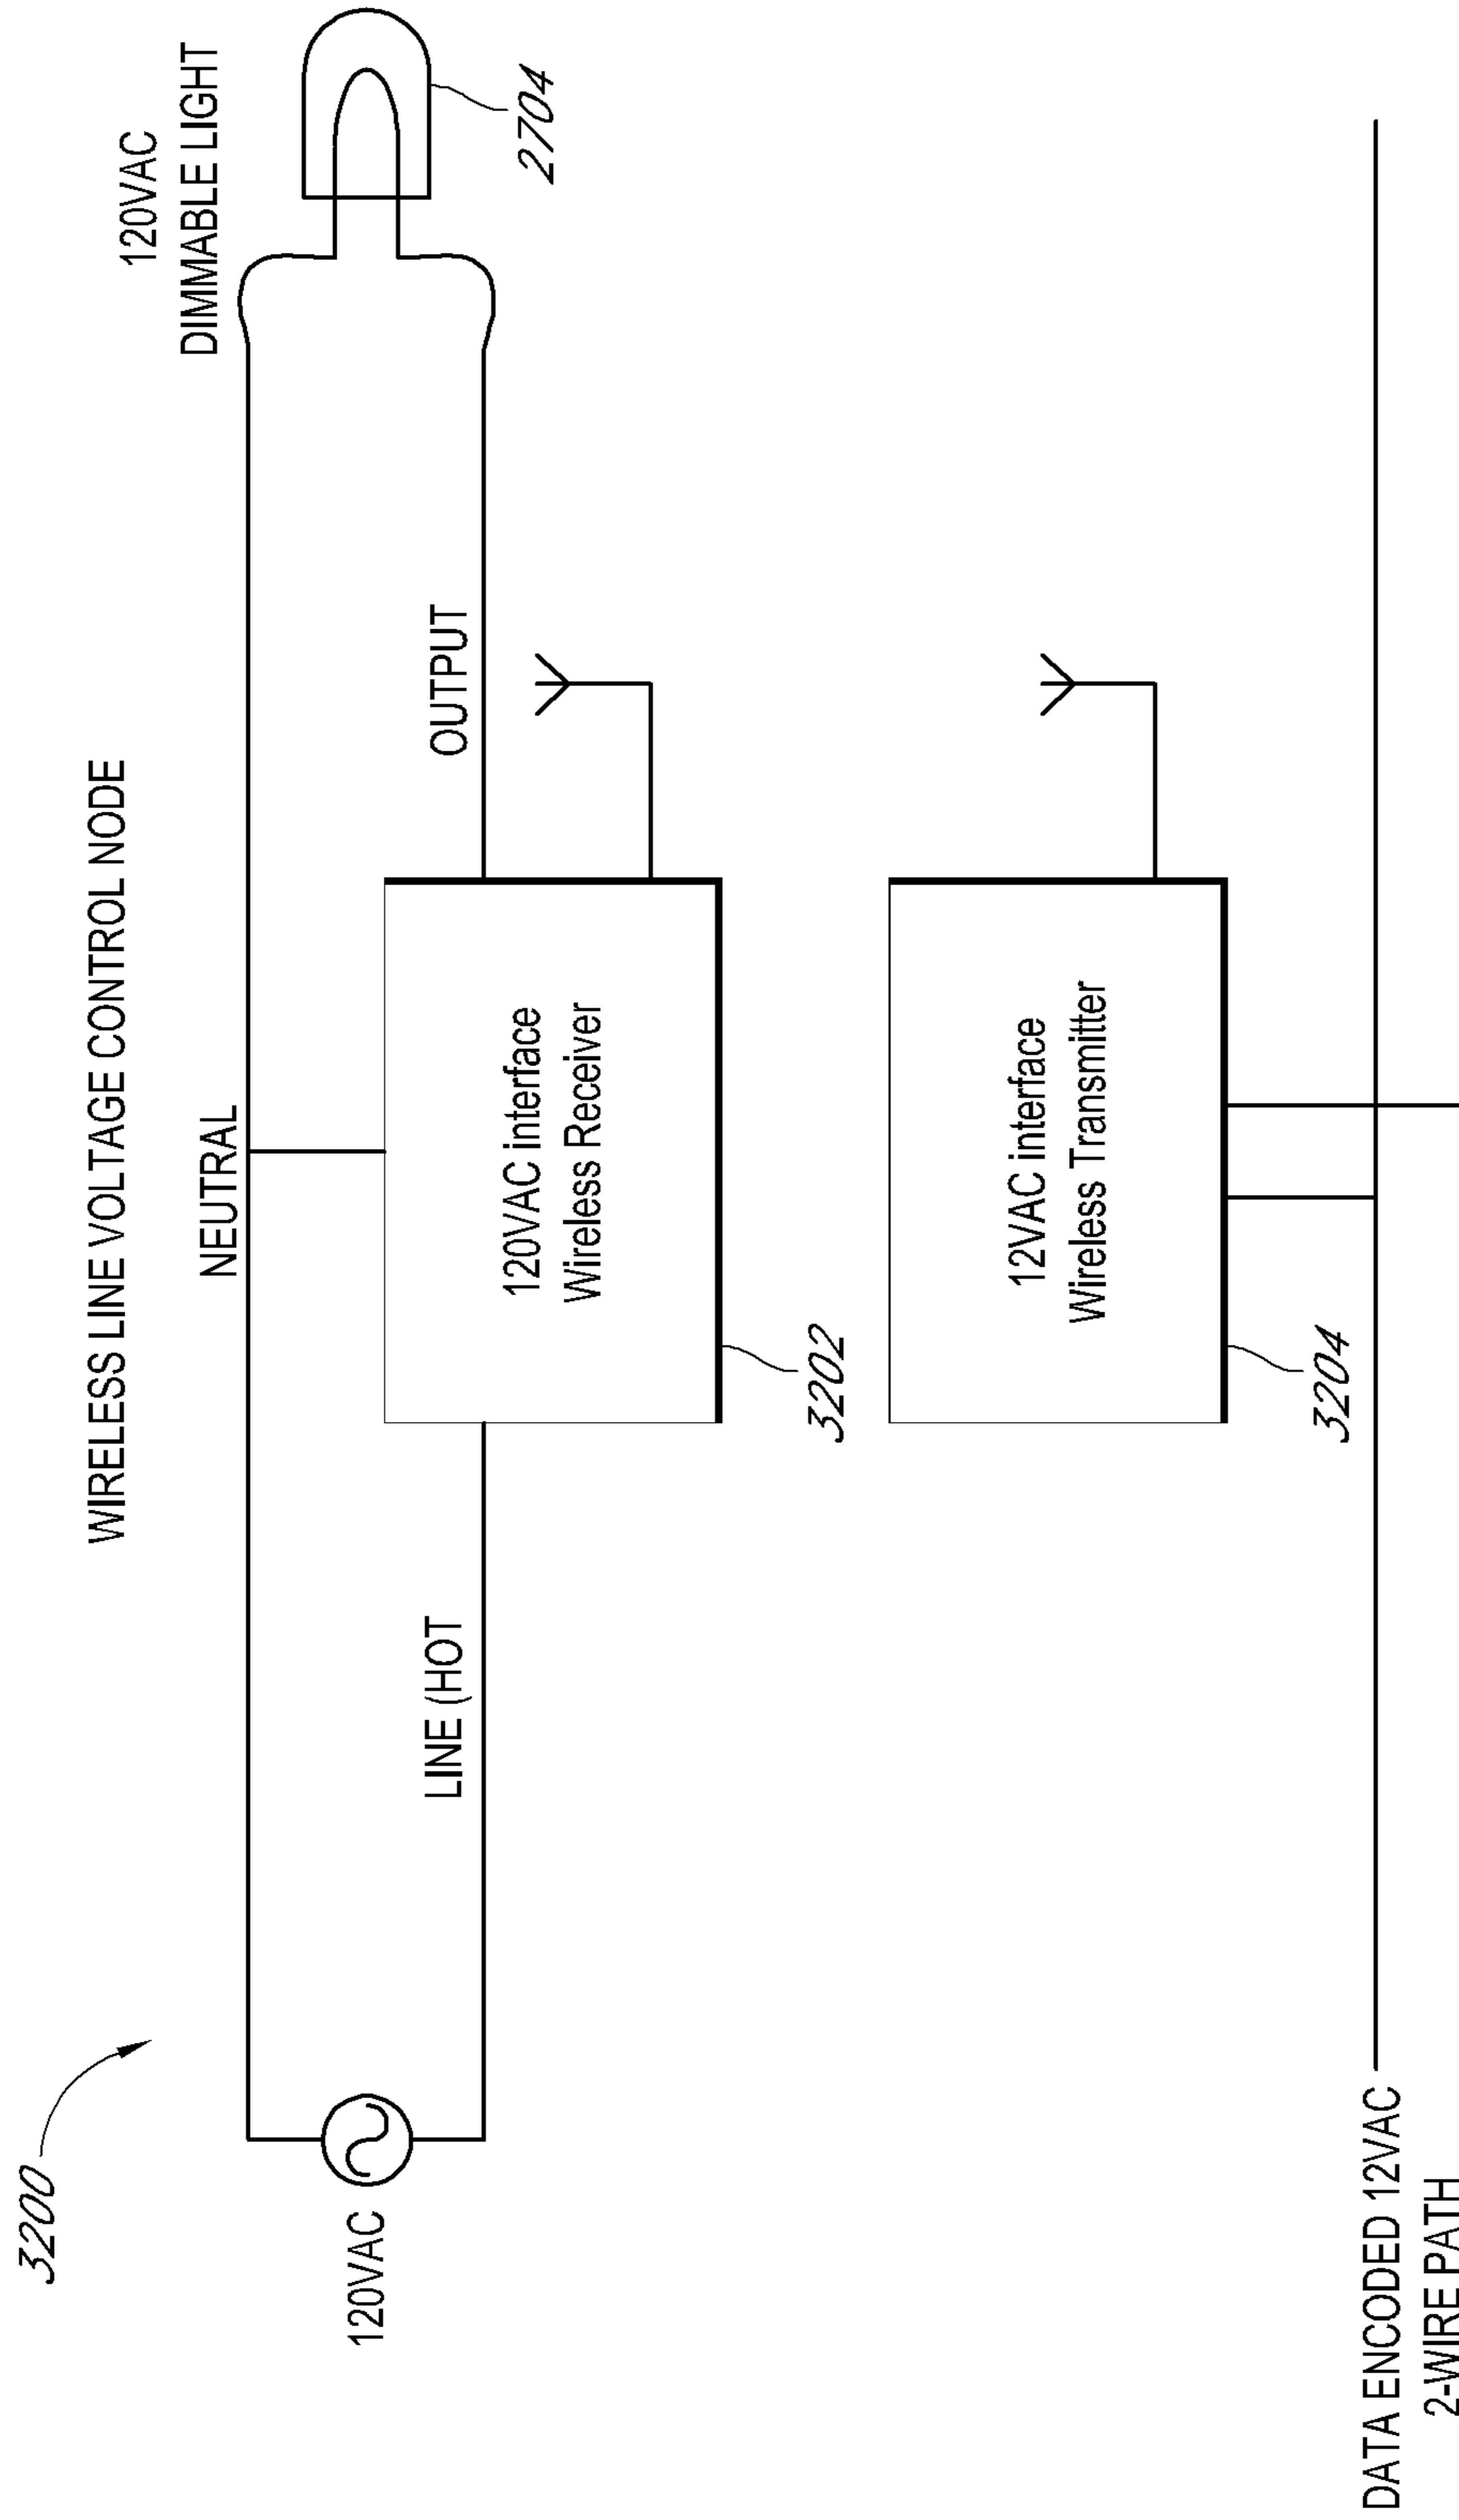 3200
WIRELESS LINE VOLTAGE CONTROL NODE
120VAC
DIMMABLE LIGHT
NEUTRAL
120VAC
LINE (HOT
OUTPUT
2704
120VAC interface
Wireless Receiver
3202
12VAC interface
Wireless Transmitter
3204
DATA ENCODED 12VAC
2-WIRE PATH